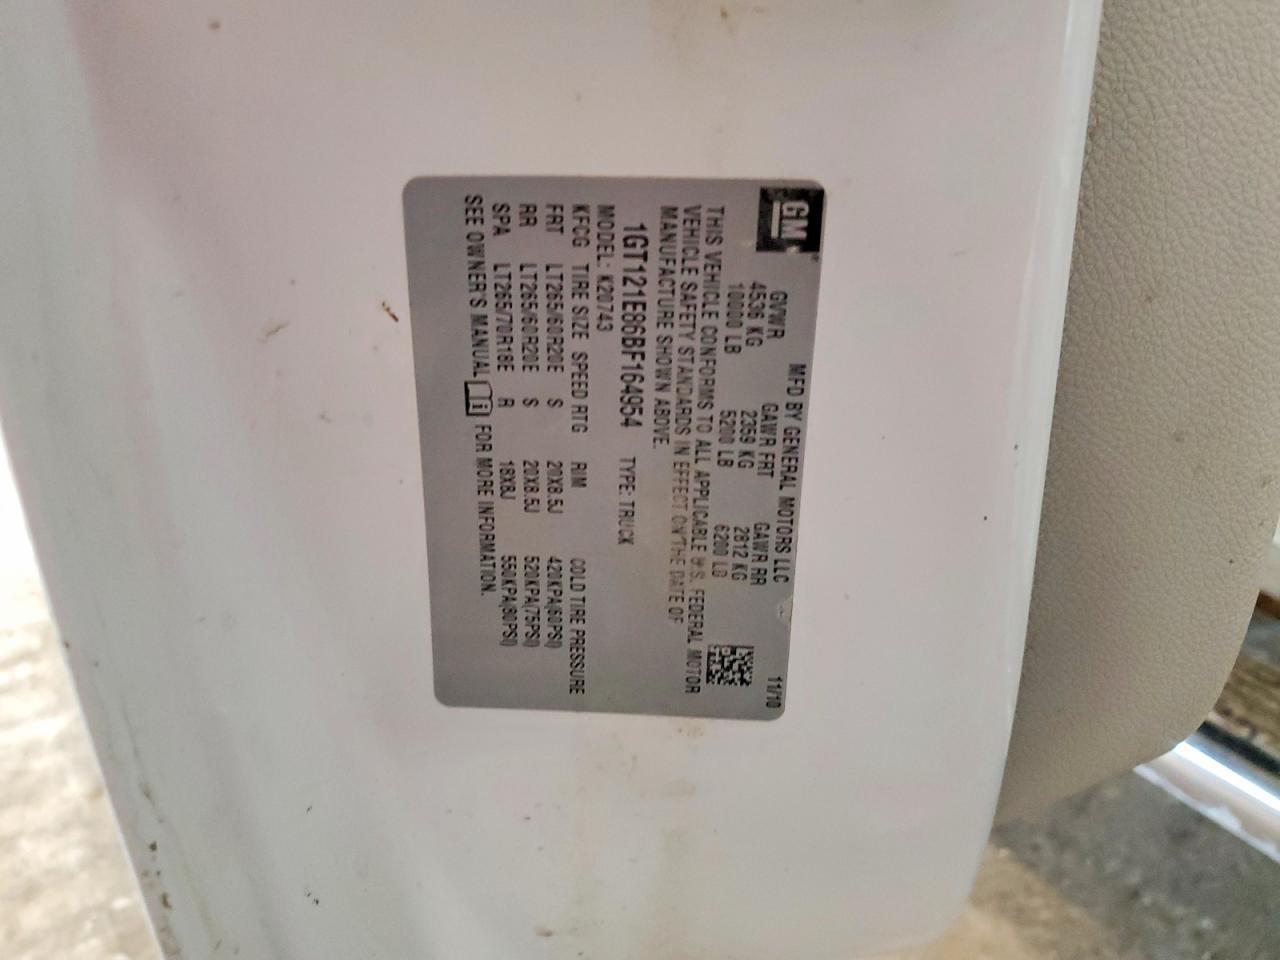 GM
MFD BY GENERAL MOTORS LLC 11/10
GVWR GAWR FRT GAWR RR
4536 KG 2359 KG 2812 KG
10000 LB 5200 LB 6200 LB
THIS VEHICLE CONFORMS TO ALL APPLICABLE U.S. FEDERAL MOTOR
VEHICLE SAFETY STANDARDS IN EFFECT ON THE DATE OF
MANUFACTURE SHOWN ABOVE.
1GT121E86BF164954 TYPE: TRUCK
MODEL: K20743
KFCG TIRE SIZE SPEED RTG RIM COLD TIRE PRESSURE
FRT LT265/60R20E S 20X8.5J 420KPA(60PSI)
RR LT265/60R20E S 20X8.5J 520KPA(75PSI)
SPA LT265/70R18E R 18X8J 550KPA(80PSI)
SEE OWNER'S MANUAL i FOR MORE INFORMATION.